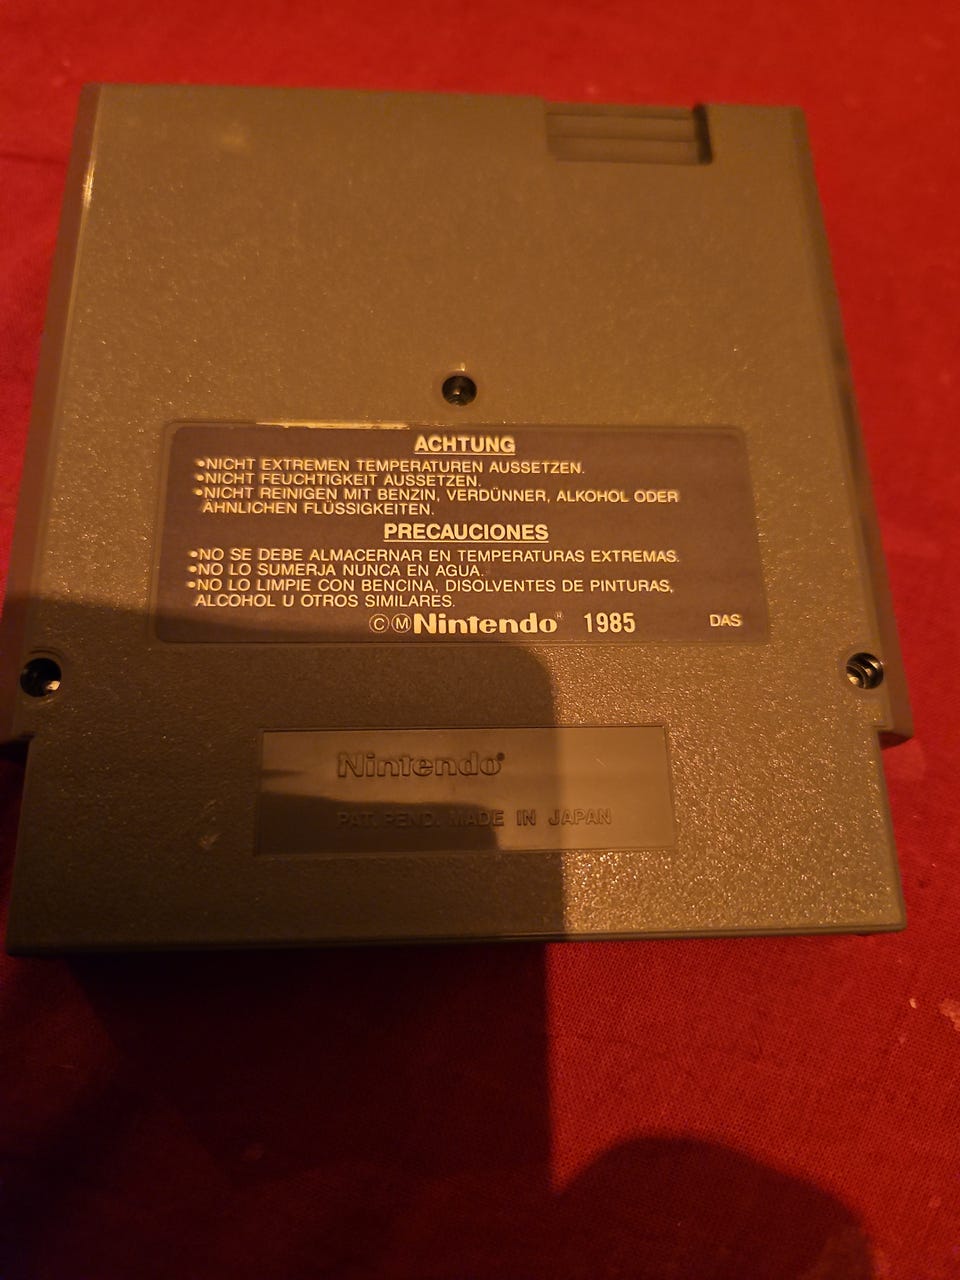 ACHTUNG
•NICHT EXTREMEN TEMPERATUREN AUSSETZEN.
•NICHT FEUCHTIGKEIT AUSSETZEN.
•NICHT REINIGEN MIT BENZIN, VERDÜNNER, ALKOHOL ODER
ÄHNLICHEN FLÜSSIGKEITEN.
PRECAUCIONES
•NO SE DEBE ALMACERNAR EN TEMPERATURAS EXTREMAS.
•NO LO SUMERJA NUNCA EN AGUA.
•NO LO LIMPIE CON BENCINA, DISOLVENTES DE PINTURAS,
ALCOHOL U OTROS SIMILARES.
ⒸⓂNintendo® 1985 DAS
Nintendo®
PAT. PEND. MADE IN JAPAN